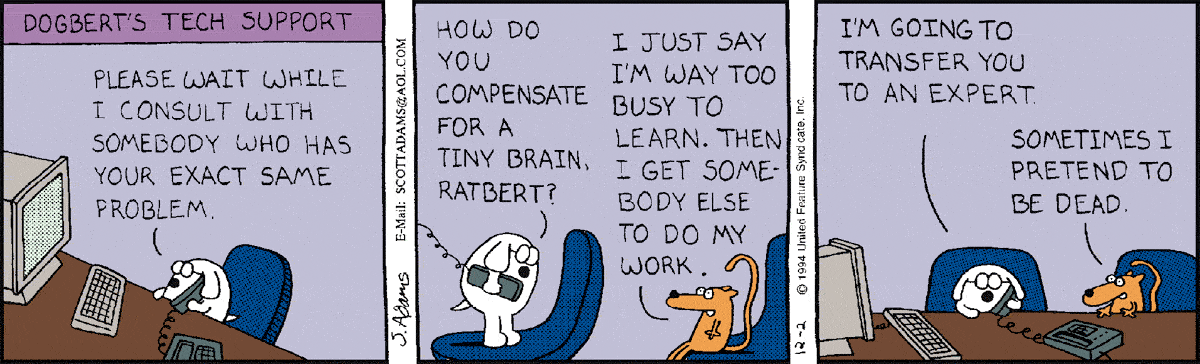 DOGBERT'S TECH SUPPORT
PLEASE WAIT WHILE
I CONSULT WITH
SOMEBODY WHO HAS
YOUR EXACT SAME
PROBLEM.
S. Adams
E-Mail: SCOTTADAMS@AOL.COM
HOW DO
YOU
COMPENSATE
FOR A
TINY BRAIN,
RATBERT?
I JUST SAY
I'M WAY TOO
BUSY TO
LEARN. THEN
I GET SOME-
BODY ELSE
TO DO MY
WORK.
12-2
© 1994 United Feature Syndicate, Inc.
I'M GOING TO
TRANSFER YOU
TO AN EXPERT.
SOMETIMES I
PRETEND TO
BE DEAD.